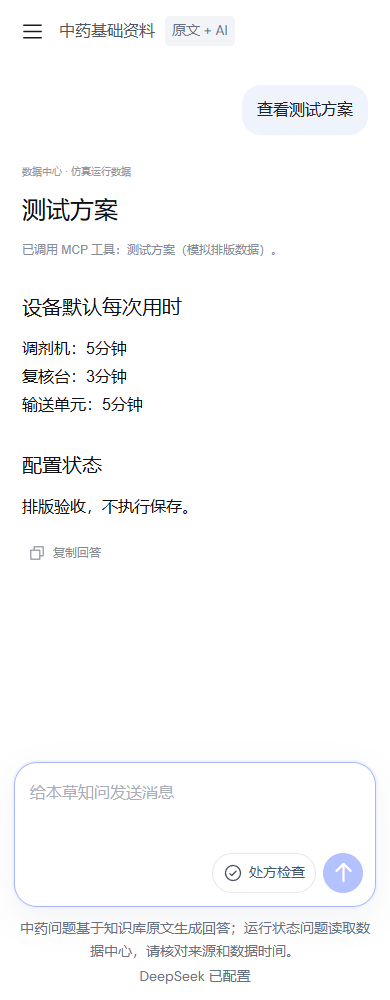 中药基础资料 原文 + AI
查看测试方案
数据中心 · 仿真运行数据
测试方案
已调用 MCP 工具：测试方案（模拟排版数据）。
设备默认每次用时
调剂机：5分钟
复核台：3分钟
输送单元：5分钟
配置状态
排版验收，不执行保存。
复制回答
给本草知问发送消息
处方检查
中药问题基于知识库原文生成回答；运行状态问题读取数
据中心，请核对来源和数据时间。
DeepSeek 已配置